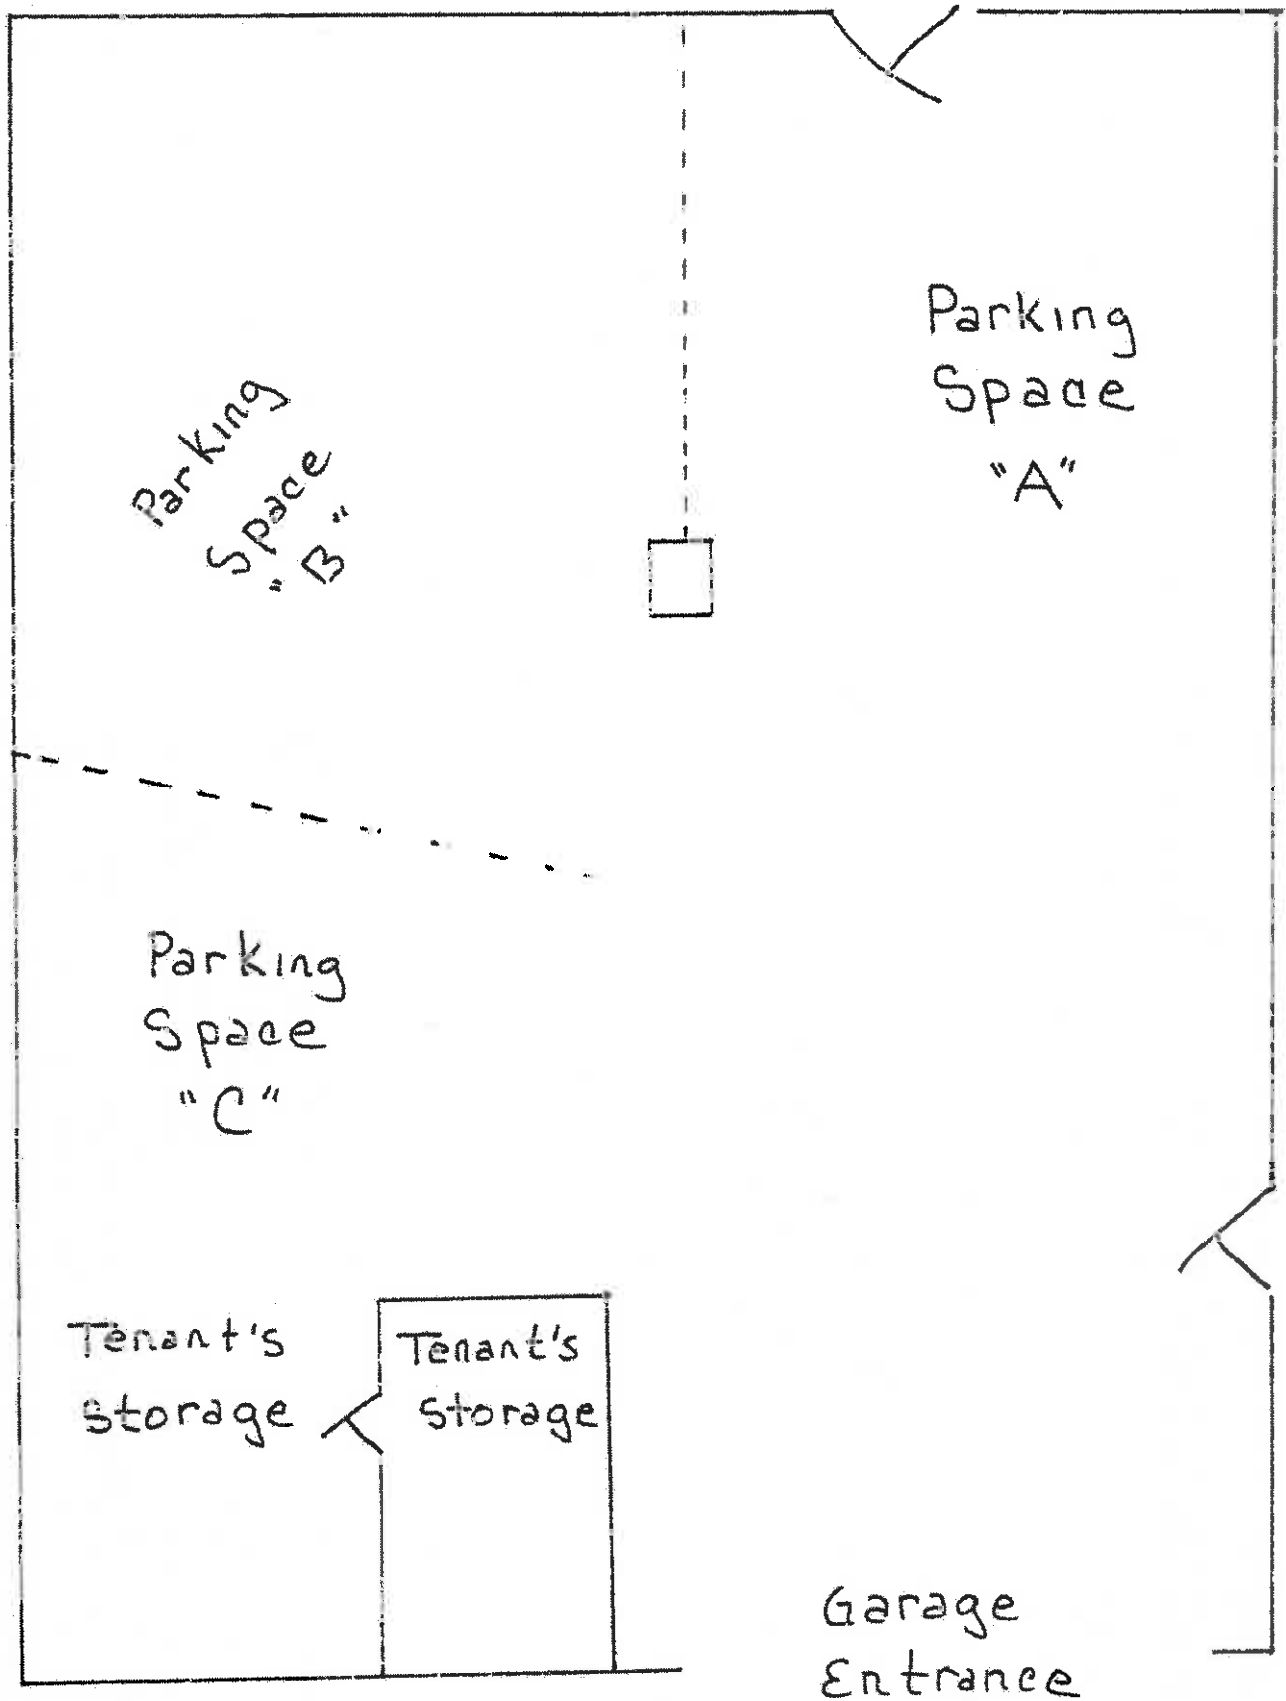 Parking
Space
"A"
Parking
Space
"B"
Parking
Space
"C"
Tenant's
storage
Tenant's
storage
Garage
Entrance